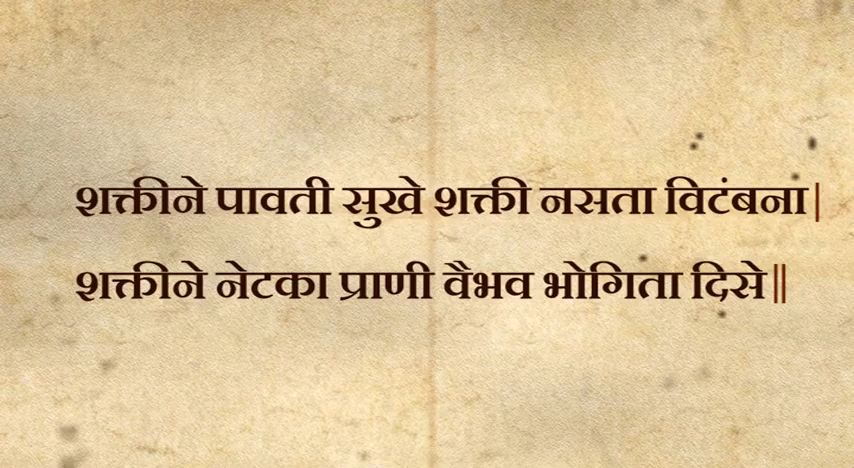 शक्तीने पावती सुखे शक्ती नसता विटंबना|
शक्तीने नेटका प्राणी वैभव भोगिता दिसे||